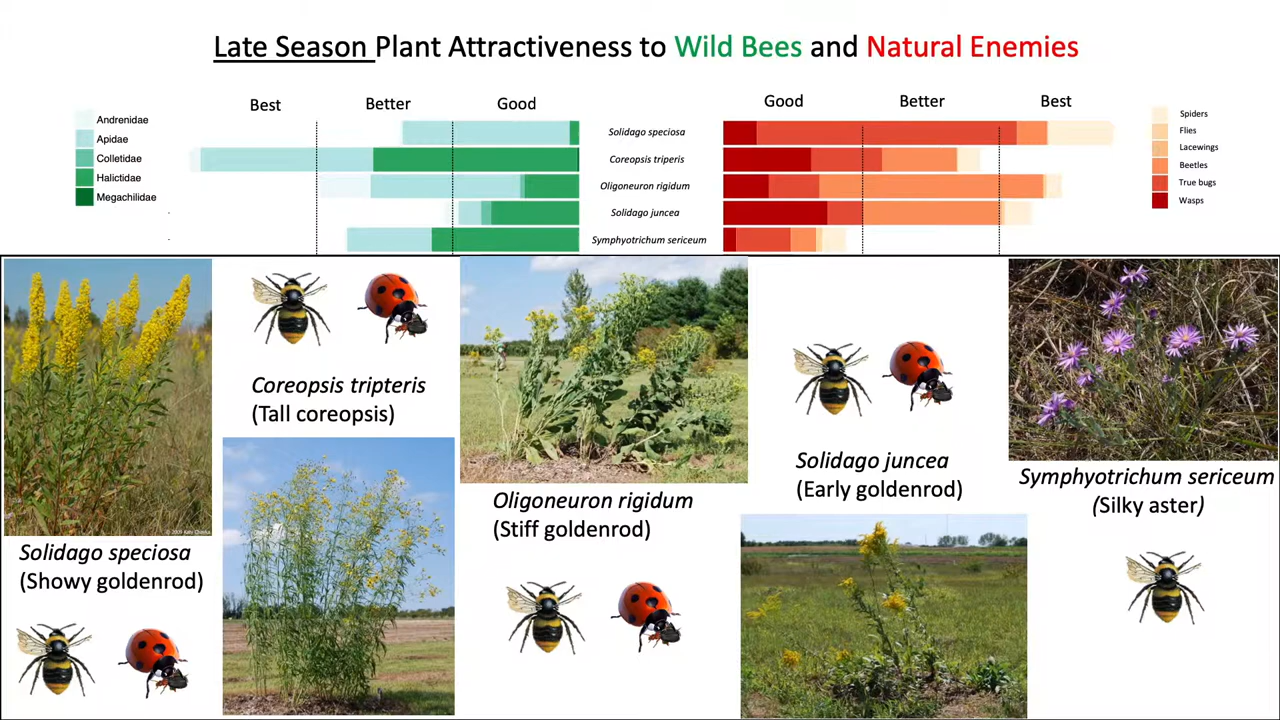 Late Season Plant Attractiveness to Wild Bees and Natural Enemies
Best
Better
Good
Good
Better
Best
Andrenidae
Apidae
Colletidae
Halictidae
Megachilidae
Solidago speciosa
Coreopsis triperis
Oligoneuron rigidum
Solidago juncea
Symphyotrichum sericeum
Spiders
Flies
Lacewings
Beetles
True bugs
Wasps
Solidago speciosa
(Showy goldenrod)
Coreopsis tripteris
(Tall coreopsis)
Oligoneuron rigidum
(Stiff goldenrod)
Solidago juncea
(Early goldenrod)
Symphyotrichum sericeum
(Silky aster)